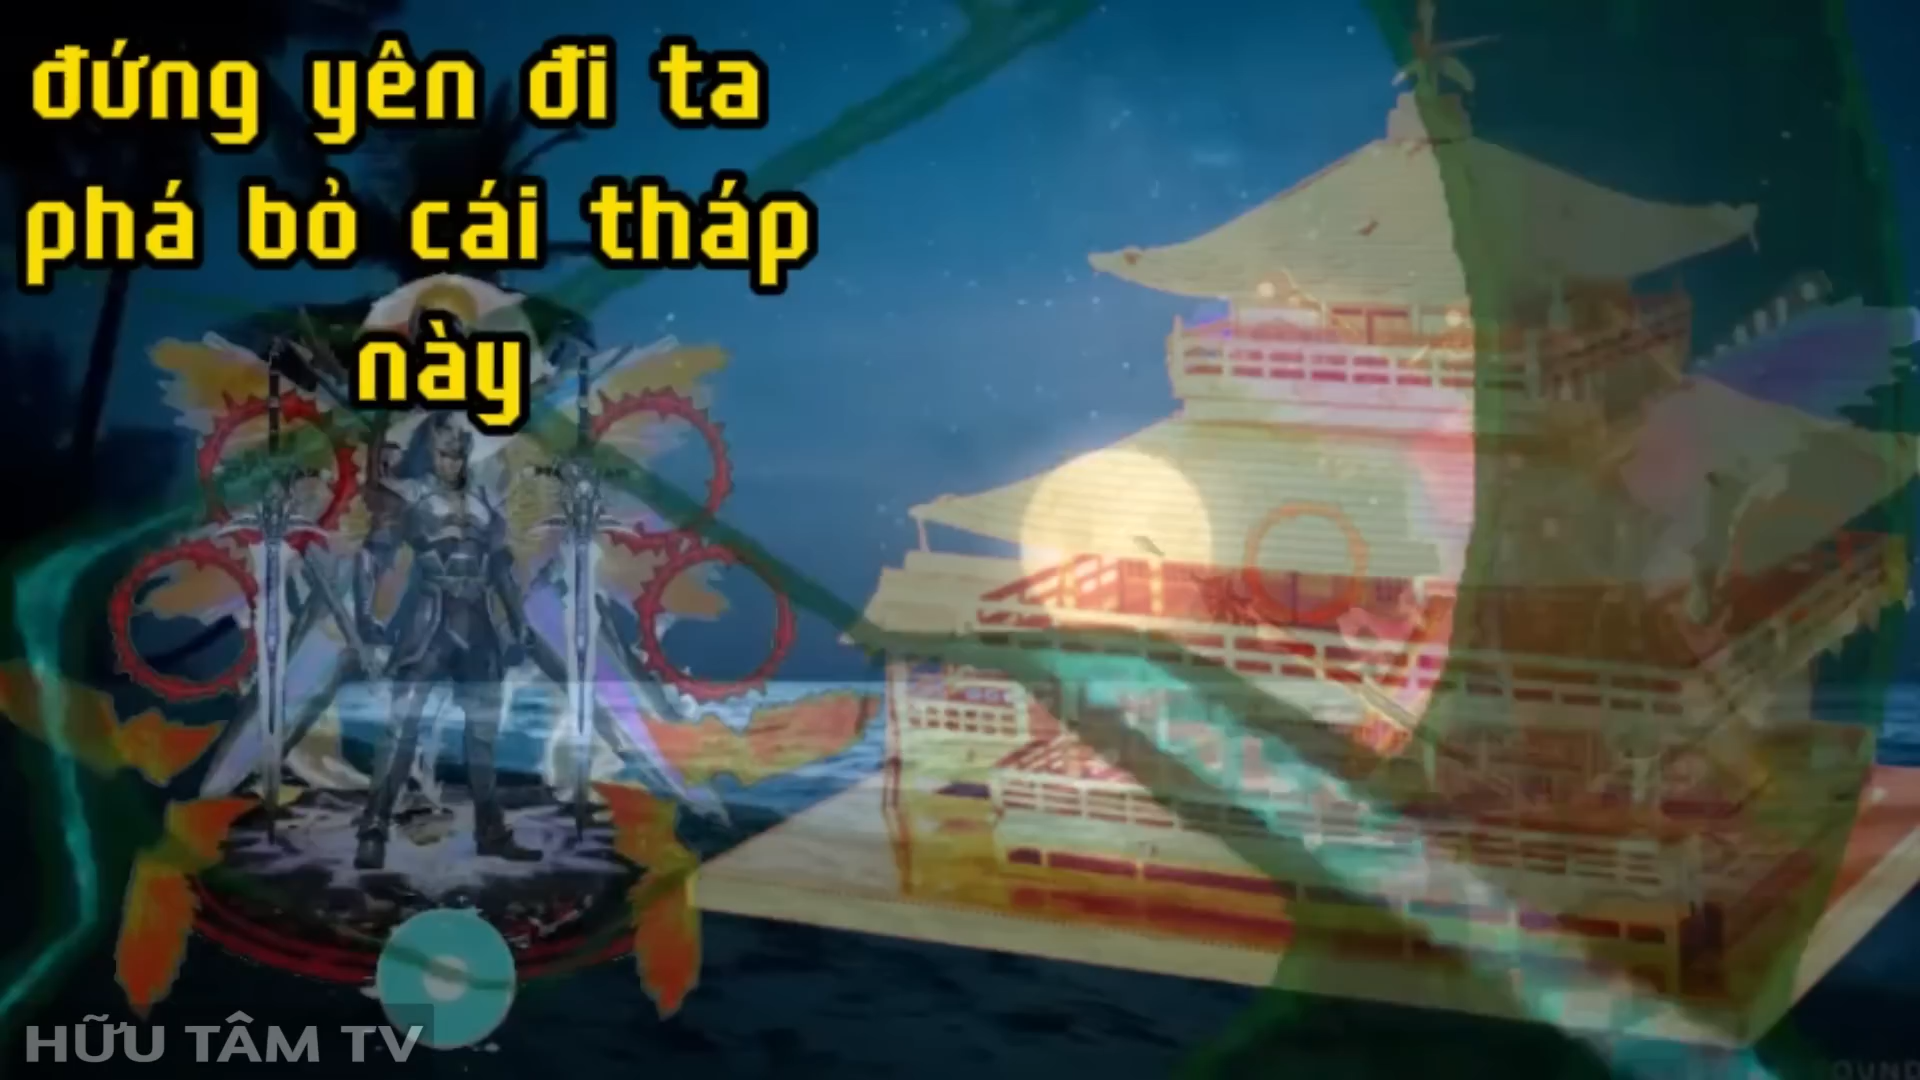 đứng yên đi ta
phá bỏ cái tháp
này
HỮU TÂM TV